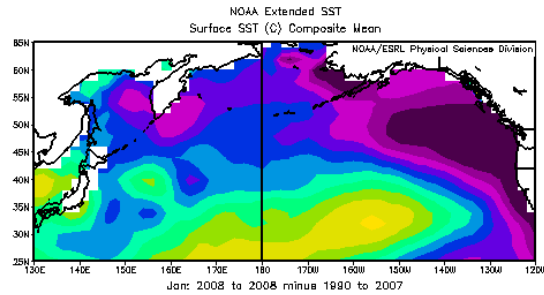 NOAA Extended SST
Surface SST (C) Composite Mean
NOAA/ESRL Physical Sciences Division
65N
60N
55N
50N
45N
40N
35N
30N
25N
130E 140E 150E 160E 170E 180 170W 160W 150W 140W 130W 120W
Jan: 2008 to 2008 minus 1990 to 2007